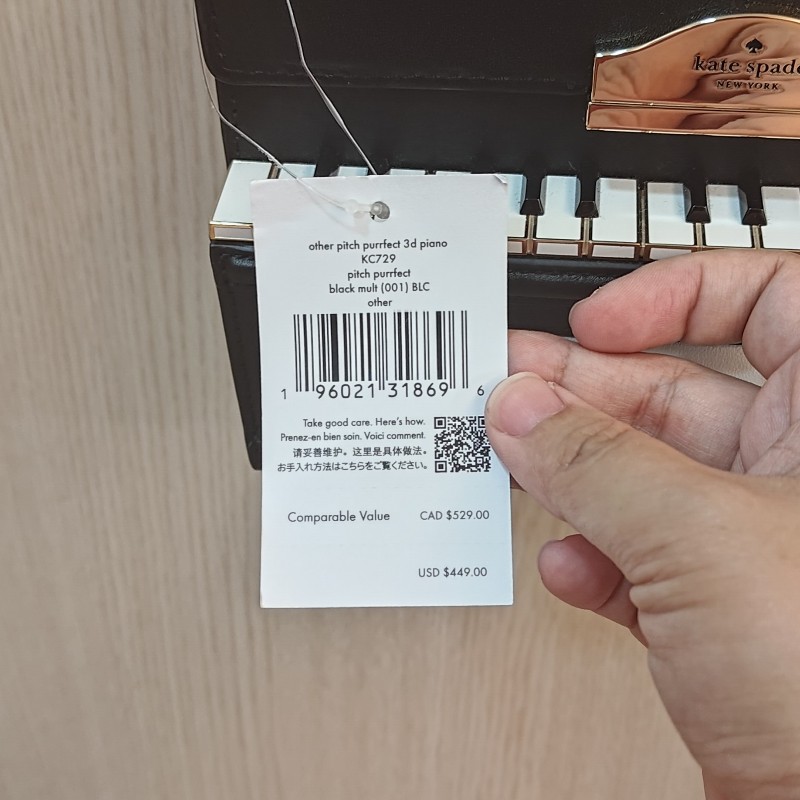 kate spade
NEW YORK
other pitch purrfect 3d piano
KC729
pitch purrfect
black mult (001) BLC
other
1 96021 31869 6
Take good care. Here's how.
Prenez-en bien soin. Voici comment.
请妥善维护。这里是具体做法。
お手入れ方法はこちらをご覧ください。
Comparable Value CAD $529.00
USD $449.00